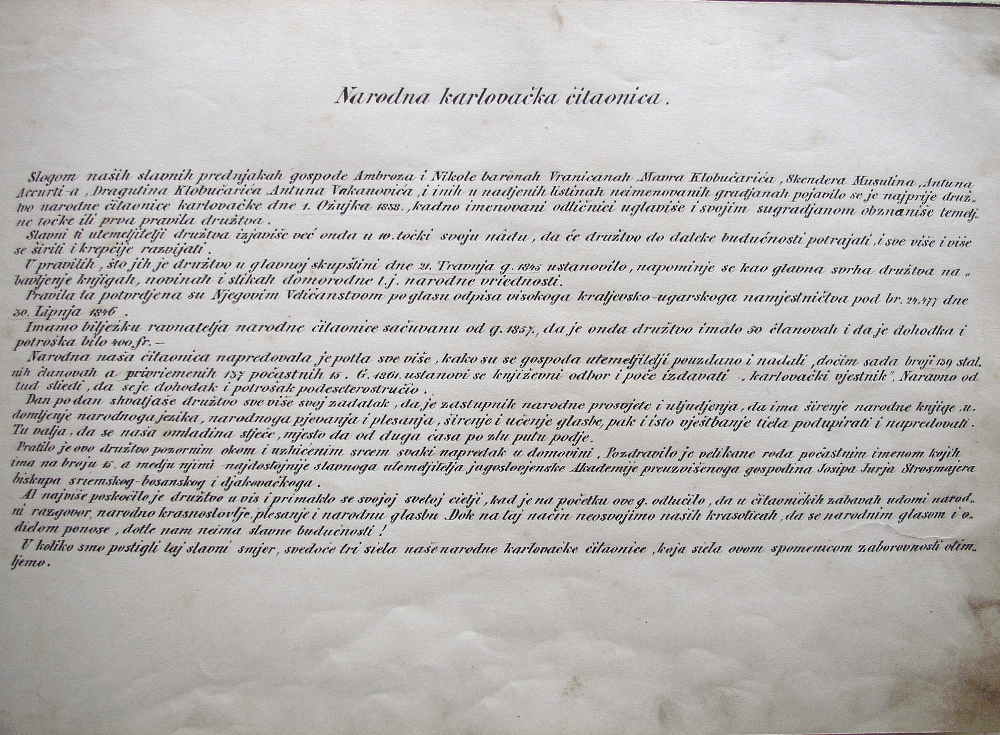 Narodna karlovačka čitaonica.
Slogom naših slavnih prednjakah gospode Ambroza i Nikole baronah Vranicanah Mavra Klobučarića, Skendera Musulina, Antuna
Accurti-a, Dragutina Klobučarića Antuna Vakanovića, i inih u nadjenih listinah neimenovanih gradjanah pojavilo se je najprije druž-
tvo narodne čitaonice karlovačke dne 1. Ožujka 1838., kadno imenovani odličnici uglaviše i svojim sugradjanom obznaniše temelj-
ne točke ili prva pravila družtva.
Slavni ti utemeljitelji družtva izjaviše već onda u 10. točki svoju nadu, da će družtvo do daleke budućnosti potrajati, i sve više i više
se širiti i krepčije razvijati.
U pravilih, što jih je družtvo u glavnoj skupštini dne 21. Travnja g. 1845 ustanovilo, napominje se kao glavna svrha družtva na-
bavljenje knjigah, novinah i slikah domorodne t.j. narodne vriednosti.
Pravila ta potvrdjena su Njegovim Veličanstvom po glasu odpisa visokoga kraljevsko-ugarskoga namjestničtva pod br. 24,477 dne
30. Lipnja 1846.
Imamo bilježku ravnatelja narodne čitaonice sačuvanu od g. 1857., da je onda družtvo imalo 80 članovah i da je dohodka i
potroška bilo 400 fr.—
Narodna naša čitaonica napredovala je potla sve više, kako su se gospoda utemeljitelji pouzdano i nadali, dočim sada broji 159 stal-
nih članovah a privriemenih 137 počastnih 15. G. 1861. ustanovi se književni odbor i poče izdavati „karlovački vjestnik". Naravno od
tud sliedi, da se je dohodak i potrošak podeseterostručio.
Dan po dan shvaljaše družtvo sve više svoj zadatak, da je zastupnik narodne prosvjete i uljudjenja, da ima širenje narodne knjige, u-
domljenje narodnoga jezika, narodnoga pjevanja i plesanja, širenje i učenje glasbe, pak i isto vještbanje tiela podupirati i napredovati.
Tu valja, da se naša omladina stječe, mjesto da od duga časa po zlu putu podje.
Pratilo je ovo družtvo pozornim okom i uzhićenim srcem svaki napredak u domovini. Pozdravilo je velikane roda počastnim imenom kojih
ima na broju 15, a medju njimi najdostojnije slavnoga utemeljitelja jugoslovjenske Akademije preuzvišenoga gospodina Josipa Jurja Strosmajera
biskupa sriemskog-bosanskog i djakovačkoga.
Al najviše poskočilo je družtvo u vis i primaklo se svojoj svetoj cielji, kad je na početku ove g. odlučilo, da u čitaoničkih zabavah udomi narod-
ni razgovor, narodno krasnoslovlje, plesanje i narodnu glasbu. Dok na taj način neosvojimo naših krasoticah, da se narodnim glasom i o-
dielom ponose, dotle nam neima slavne budućnosti!
U koliko smo postigli taj slavni smjer, svedoče tri siela naše narodne karlovačke čitaonice, koja siela ovom spomenicom zaborovnosti otim-
ljemo.